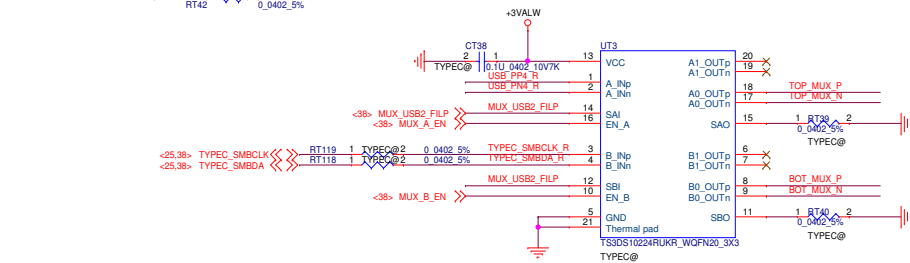 RT42 0_0402_5%
+3VALW
CT38 UT3
2 1 13 VCC A1_OUTp 20
TYPEC@ 0.1U_0402_10V7K A1_OUTn 19
USB_PP4_R 1 A_INp
USB_PN4_R 2 A_INn A0_OUTp 18 TOP_MUX_P
A0_OUTn 17 TOP_MUX_N
<38> MUX_USB2_FILP MUX_USB2_FILP 14 SAI
<38> MUX_A_EN 16 EN_A SAO 15 1 RT39 2
0_0402_5%
TYPEC@
<25,38> TYPEC_SMBCLK RT119 1 TYPEC@ 2 0_0402_5% TYPEC_SMBCLK_R 3 B_INp B1_OUTp 6
<25,38> TYPEC_SMBDA RT118 1 TYPEC@ 2 0_0402_5% TYPEC_SMBDA_R 4 B_INn B1_OUTn 7
MUX_USB2_FILP 12 SBI B0_OUTp 8 BOT_MUX_P
<38> MUX_B_EN 10 EN_B B0_OUTn 9 BOT_MUX_N
5 GND SBO 11 1 RT40 2
21 Thermal pad 0_0402_5%
TYPEC@
TS3DS10224RUKR_WQFN20_3X3
TYPEC@